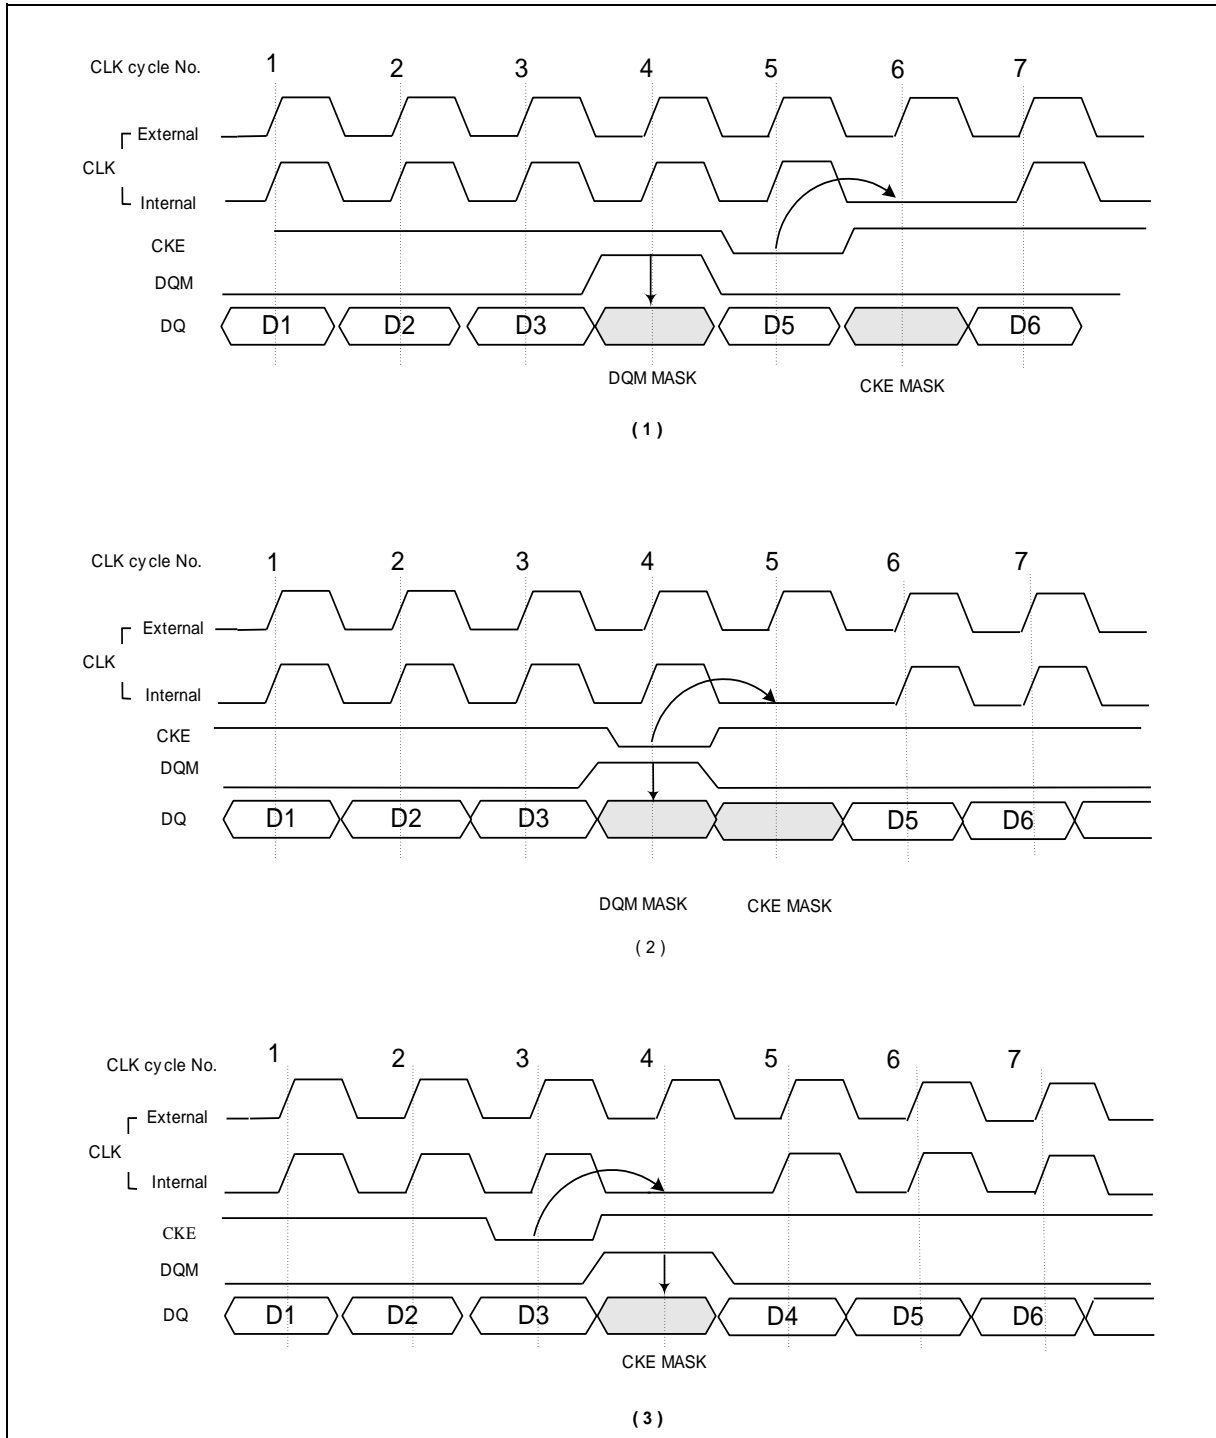 CLK cycle No. 1 2 3 4 5 6 7
External
CLK
Internal
CKE
DQM
DQ D1 D2 D3 D5 D6
DQM MASK CKE MASK
( 1 )
CLK cycle No. 1 2 3 4 5 6 7
External
CLK
Internal
CKE
DQM
DQ D1 D2 D3 D5 D6
DQM MASK CKE MASK
( 2 )
CLK cycle No. 1 2 3 4 5 6 7
External
CLK
Internal
CKE
DQM
DQ D1 D2 D3 D4 D5 D6
CKE MASK
( 3 )